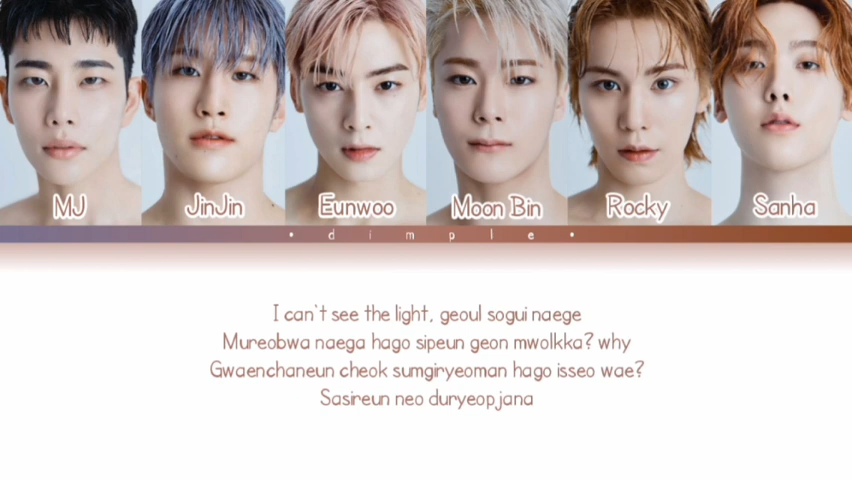 MJ JinJin Eunwoo Moon Bin Rocky Sanha
• dimple •
I can't see the light, geoul sogui naege
Mureobwa naega hago sipeun geon mwolkka? why
Gwaenchaneun cheok sumgiryeoman hago isseo wae?
Sasireun neo duryeopjana